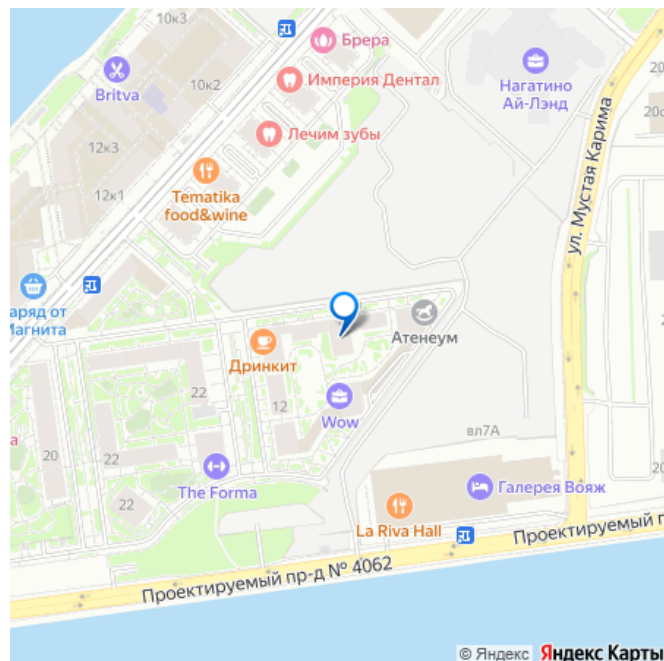 10к3
Брера
10к2
Britva
Империя Дентал
Нагатино
Ай-Лэнд
Лечим зубы
12к3
12к1
Tematika
food&wine
ул. Мустая Карима
аряд от
Магнита
Атенеум
Дринкит
22
12
Wow
вл7А
20
22
The Forma
22
Галерея Вояж
20
La Riva Hall
Проектируемый п
Проектируемый пр-д № 4062
© Яндекс Яндекс Карты